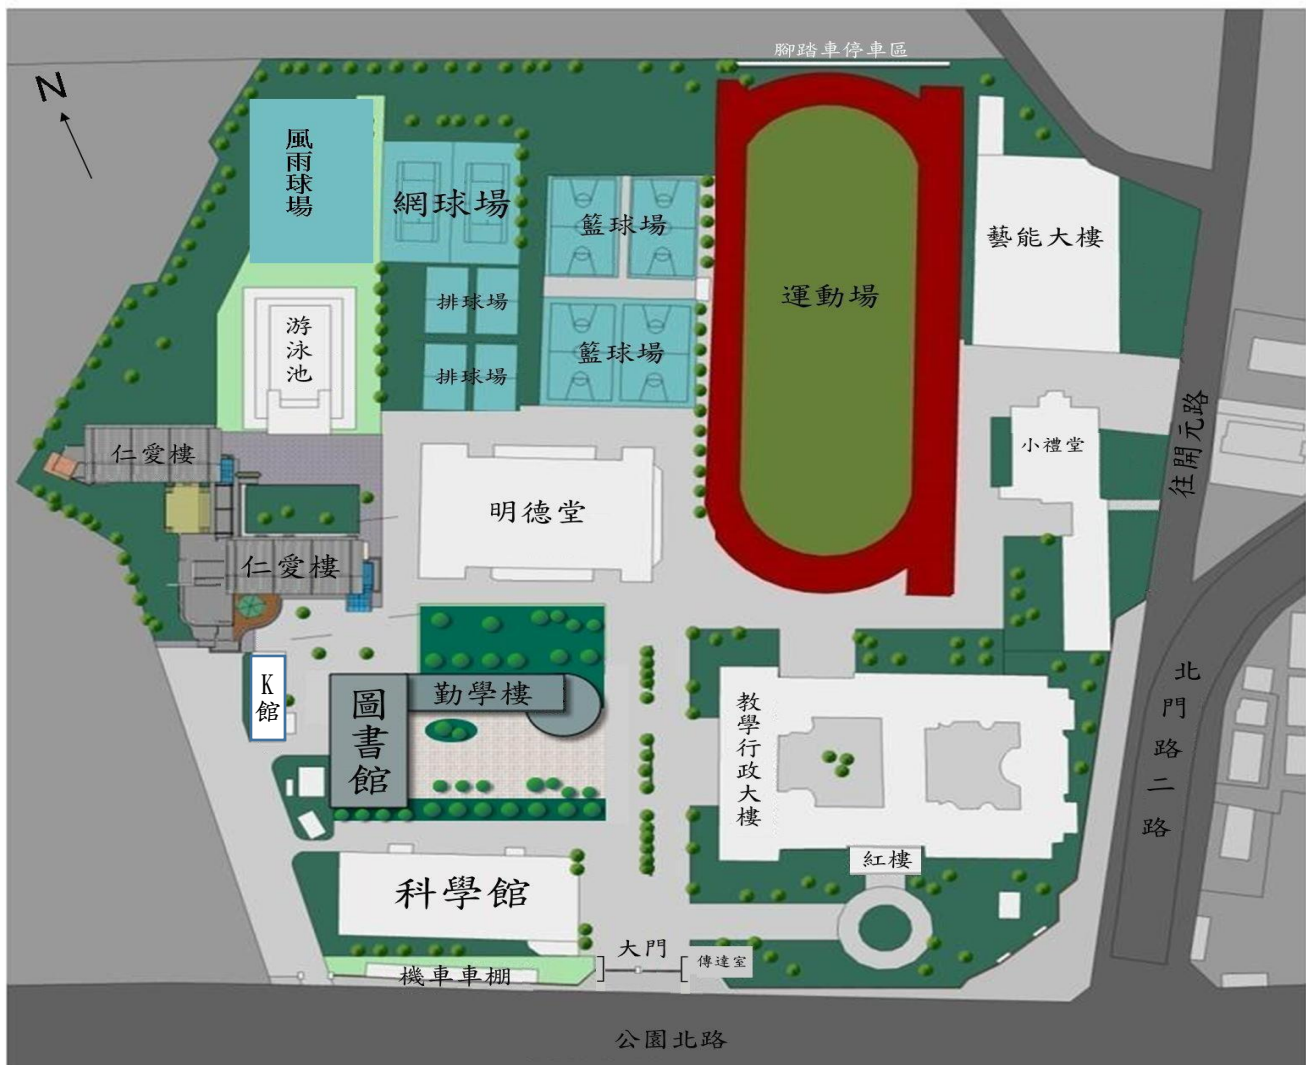 腳踏車停車區
N
風雨球場
網球場
籃球場
藝能大樓
運動場
排球場
游泳池
籃球場
排球場
往開元路
小禮堂
仁愛樓
明德堂
仁愛樓
北門路二路
K館
圖書館
勤學樓
教學行政大樓
紅樓
科學館
大門
傳達室
機車車棚
公園北路